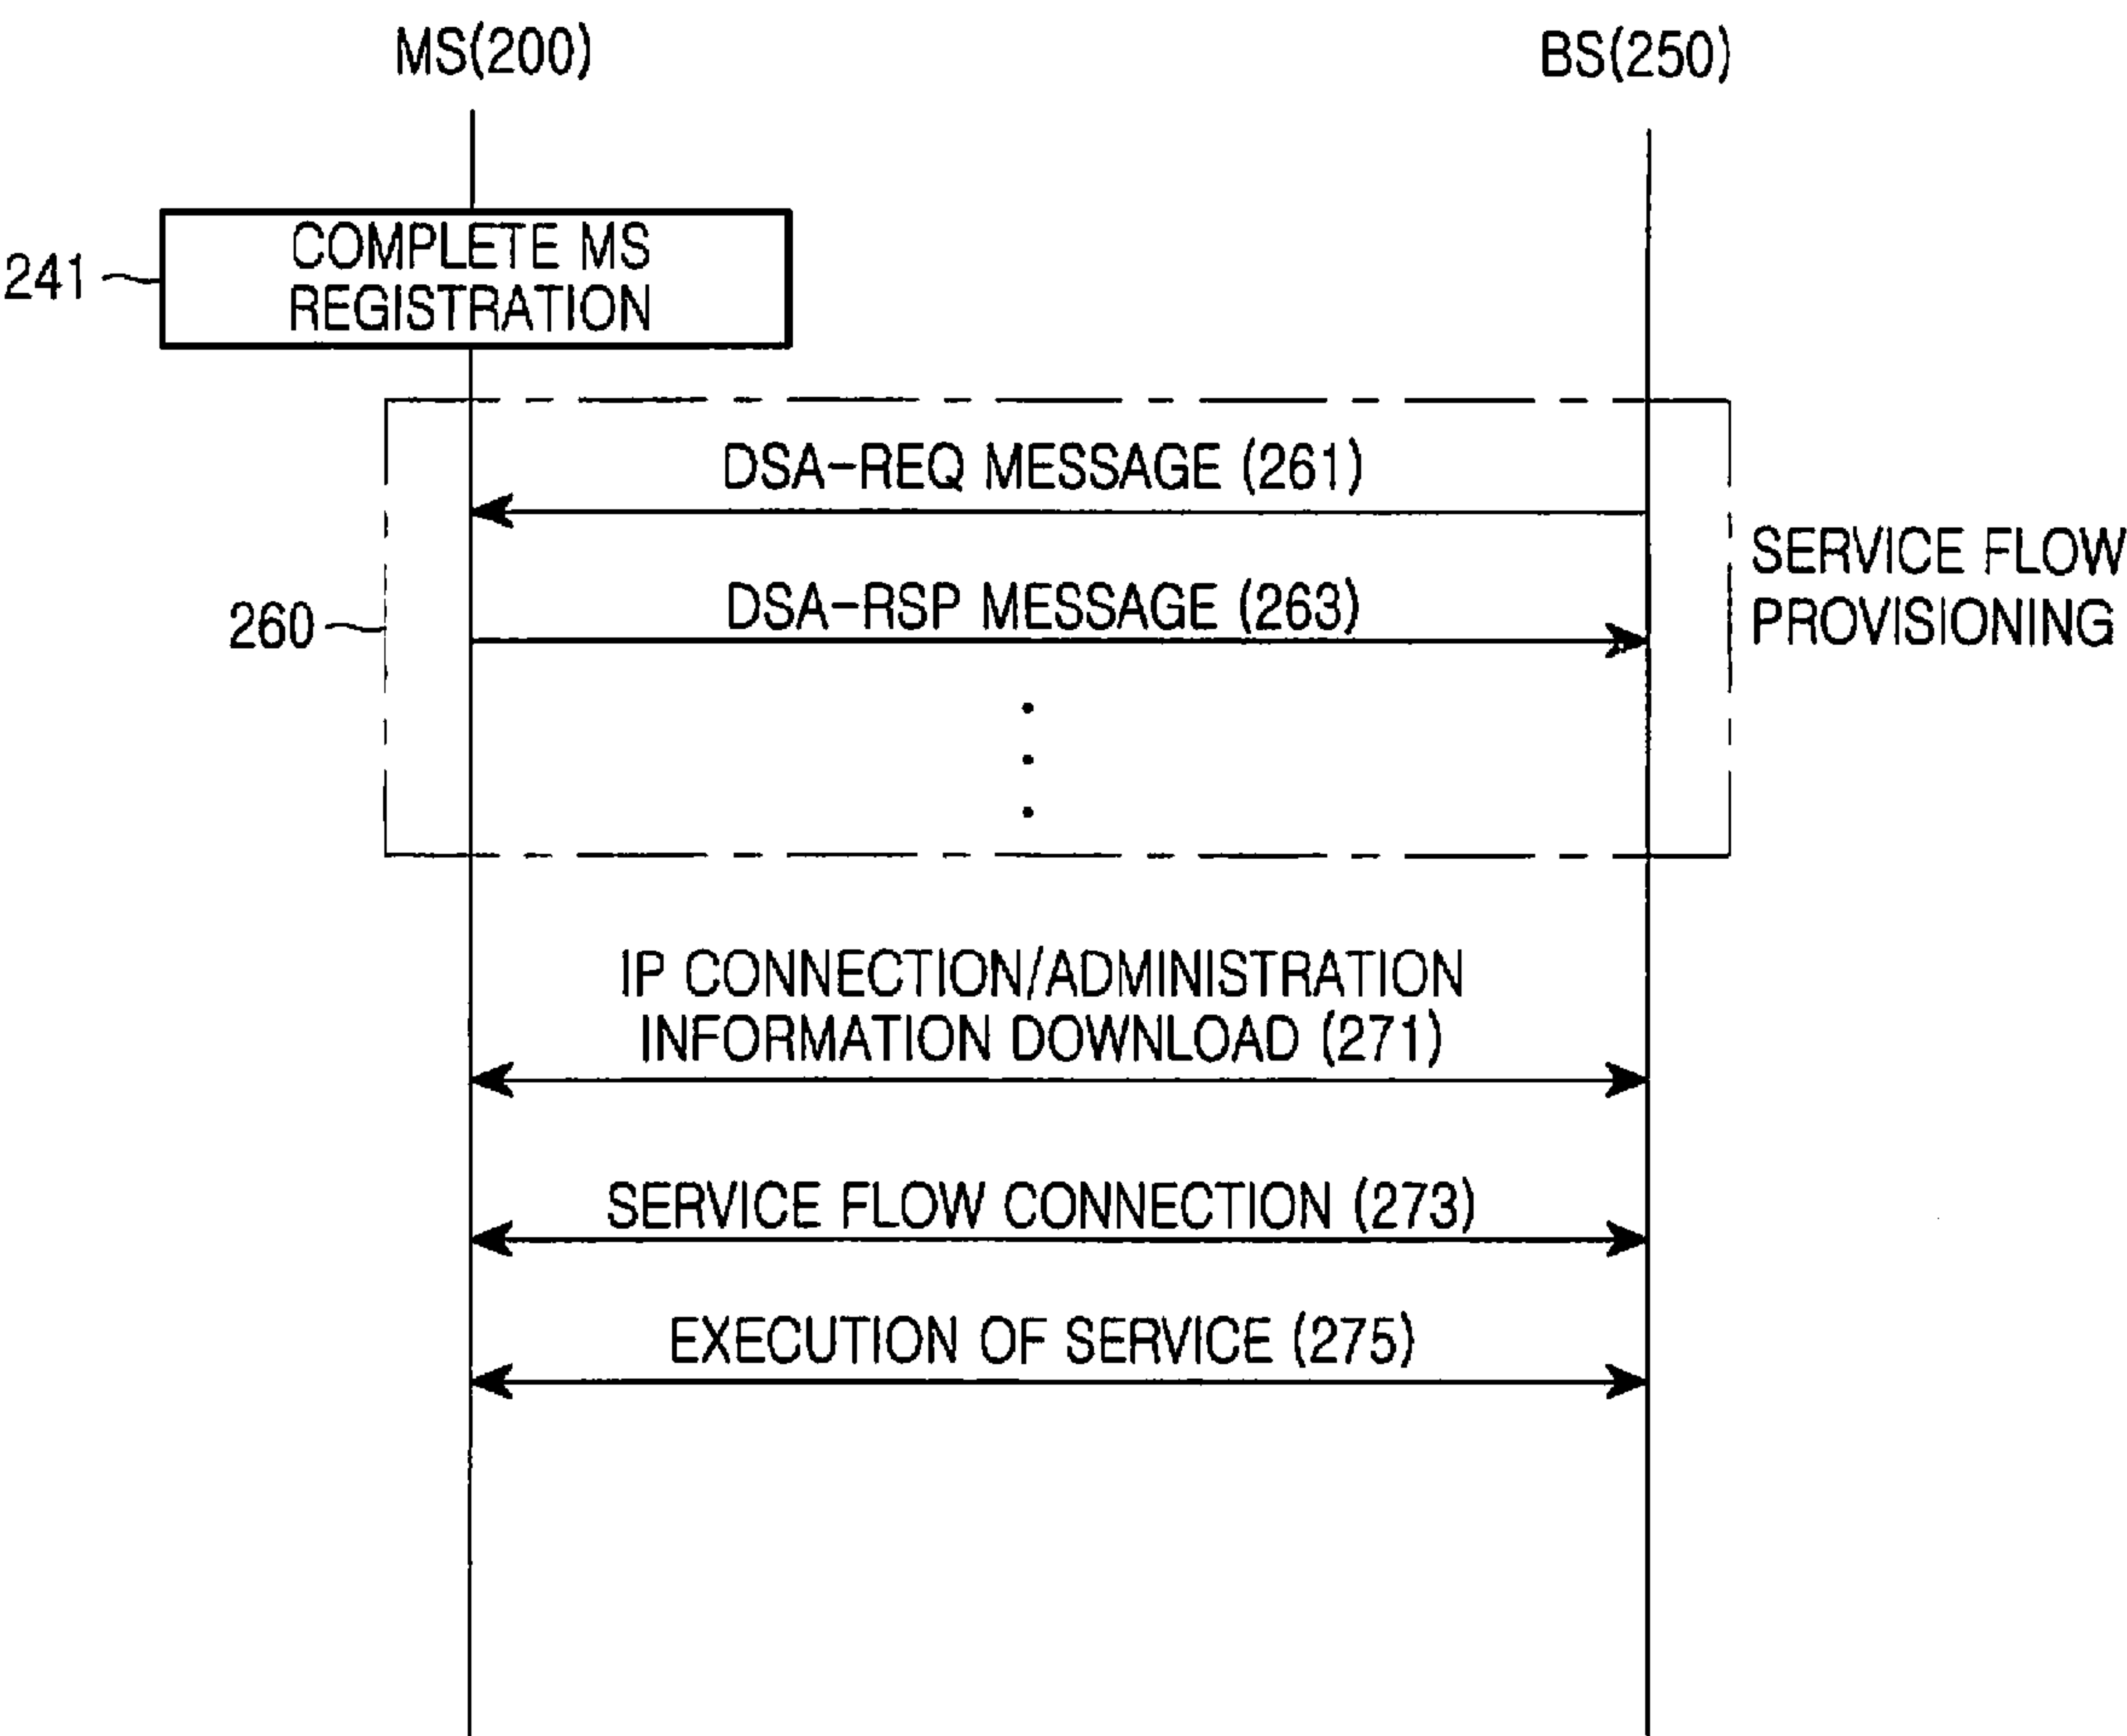 MS(200)
BS(250)
241
COMPLETE MS
REGISTRATION
DSA-REQ MESSAGE (261)
SERVICE FLOW
PROVISIONING
260
DSA-RSP MESSAGE (263)
IP CONNECTION/ADMINISTRATION
INFORMATION DOWNLOAD (271)
SERVICE FLOW CONNECTION (273)
EXECUTION OF SERVICE (275)